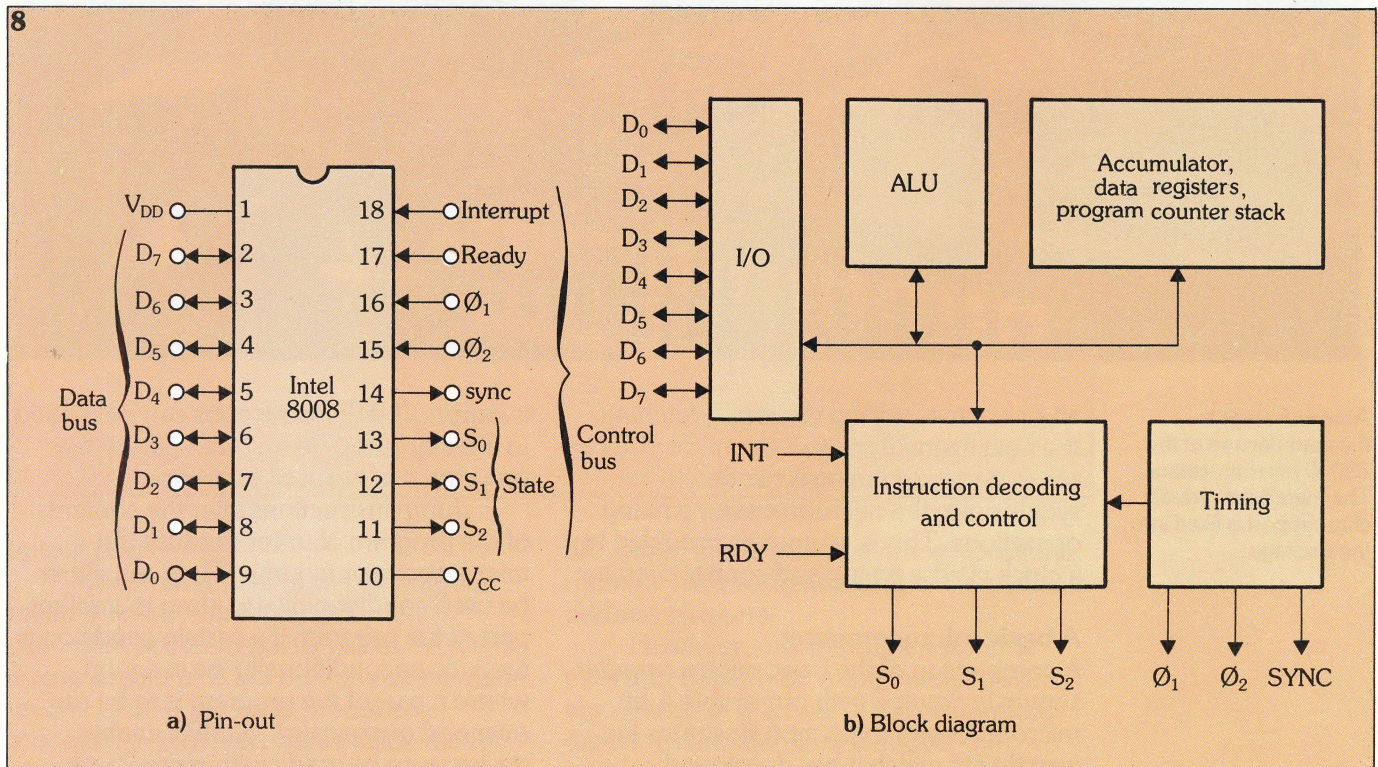 8
V_DD 1
D₇ 2
D₆ 3
D₅ 4
D₄ 5
D₃ 6
D₂ 7
D₁ 8
D₀ 9
Data
bus
Intel
8008
18 Interrupt
17 Ready
16 Ø₁
15 Ø₂
14 sync
13 S₀
12 S₁
11 S₂
10 V_CC
State
Control
bus
a) Pin-out
D₀
D₁
D₂
D₃
D₄
D₅
D₆
D₇
I/O
ALU
Accumulator,
data registers,
program counter stack
INT
RDY
Instruction decoding
and control
Timing
S₀ S₁ S₂ Ø₁ Ø₂ SYNC
b) Block diagram